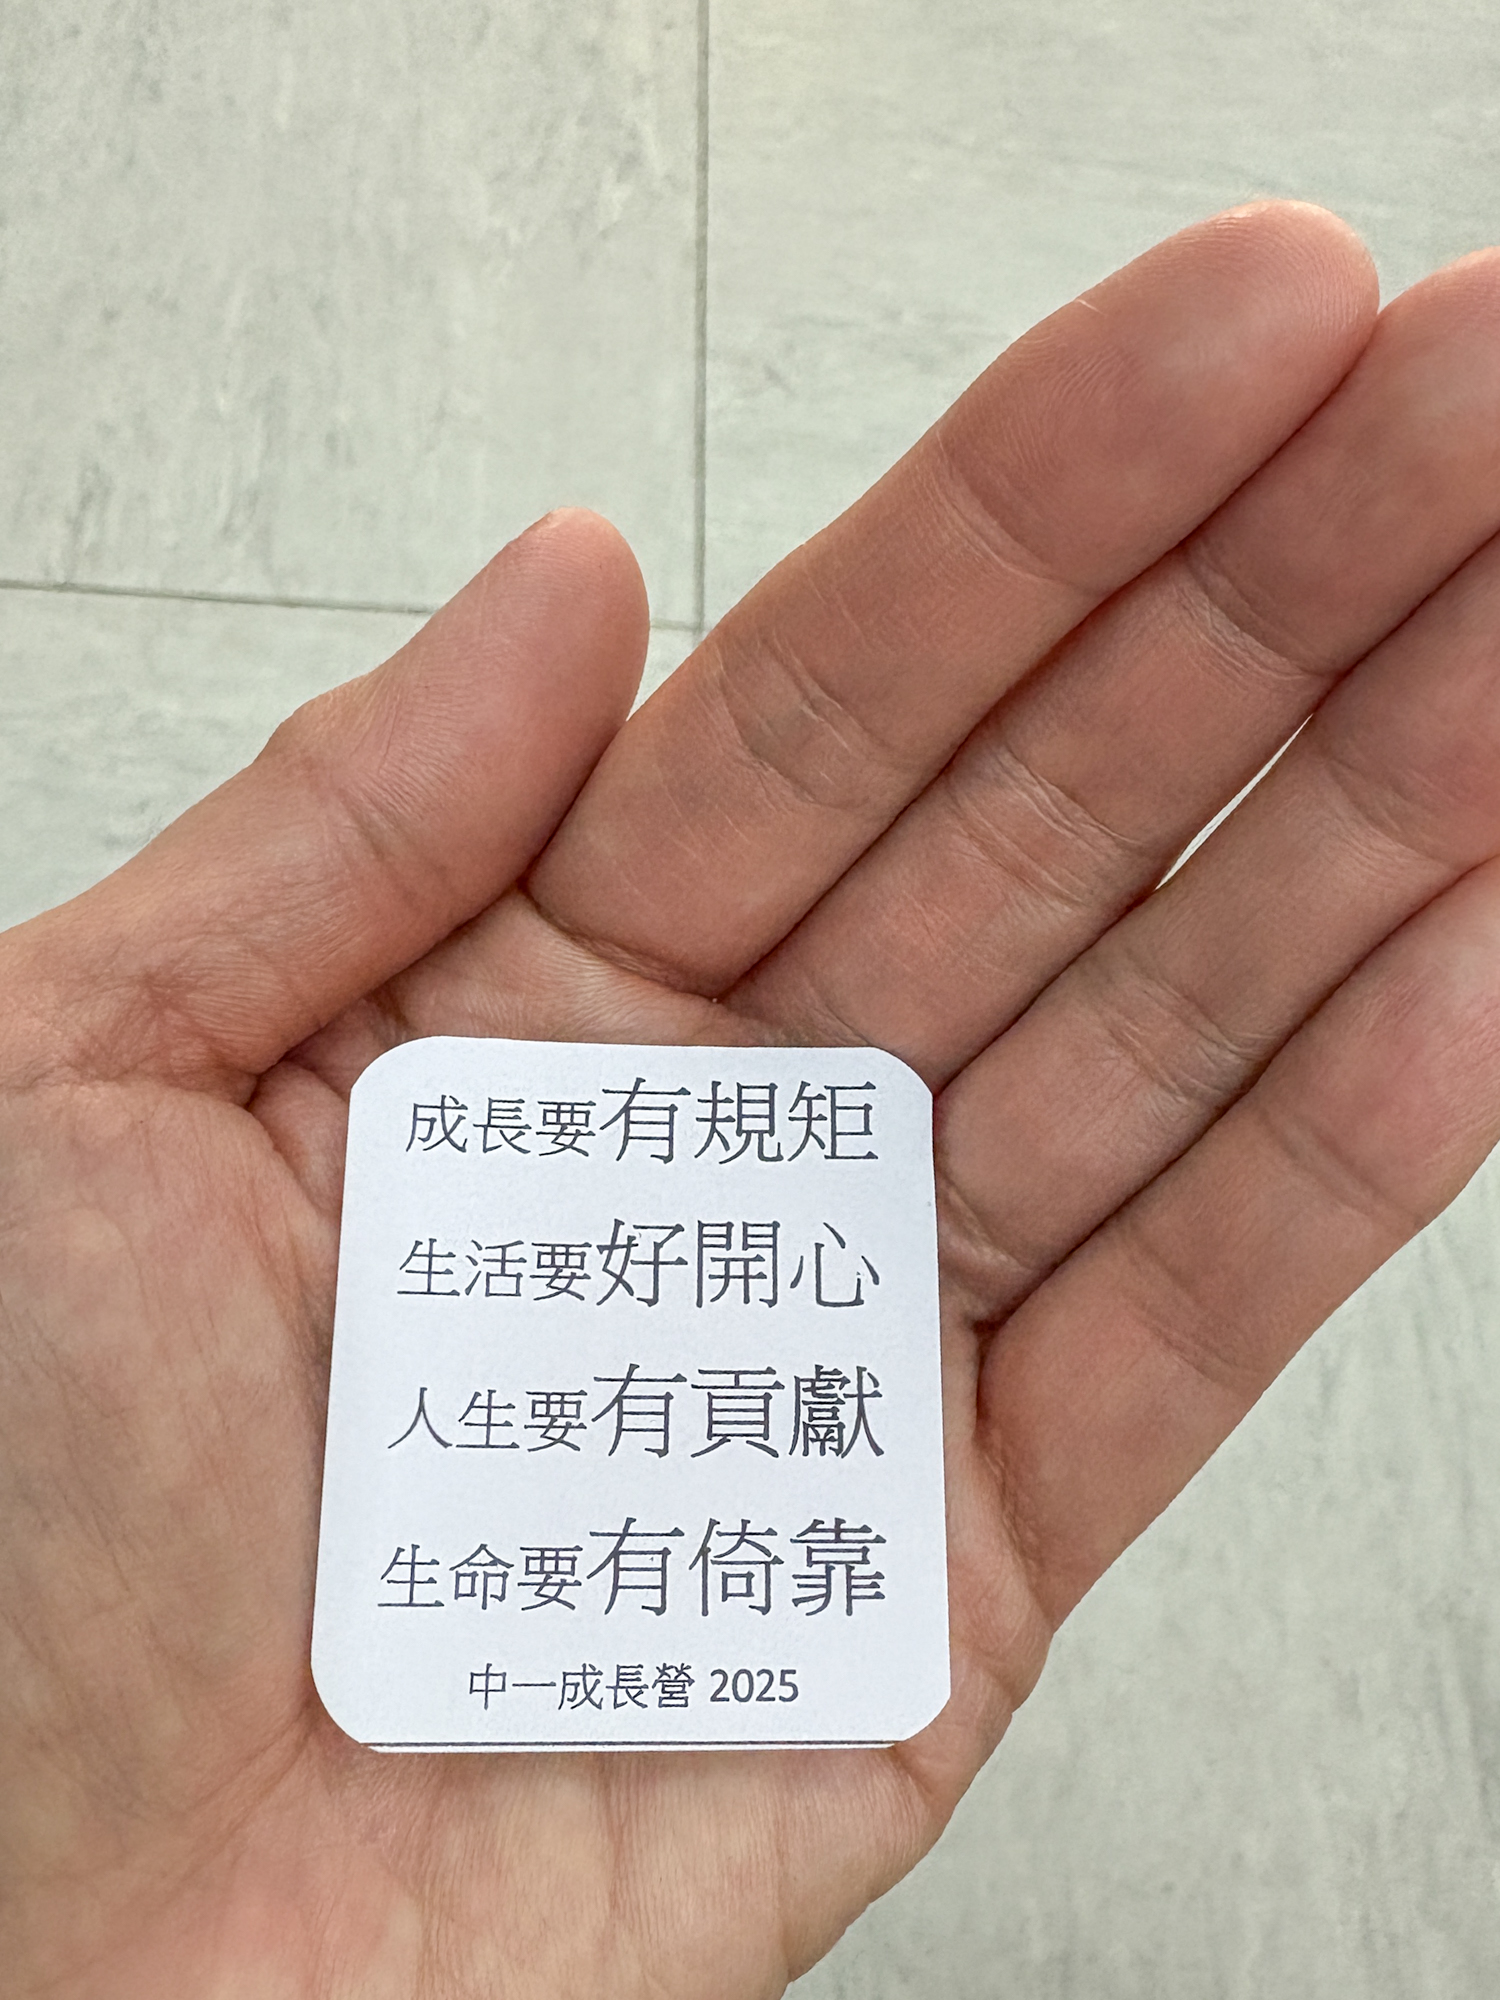 成長要有規矩
生活要好開心
人生要有貢獻
生命要有倚靠
中一成長營 2025